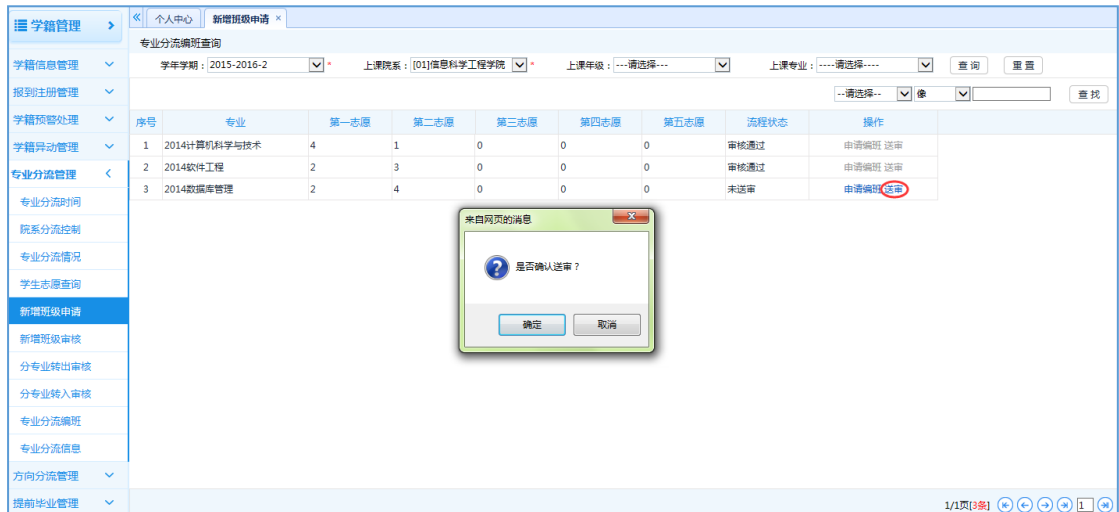 学籍管理
个人中心 新增班级申请 ×
专业分流编班查询
学年学期：2015-2016-2 * 上课院系：[01]信息科学工程学院 * 上课年级：---请选择--- 上课专业：----请选择---- 查询 重置
--请选择-- 像 查找
学籍信息管理
报到注册管理
学籍预警处理
学籍异动管理
专业分流管理
专业分流时间
院系分流控制
专业分流情况
学生志愿查询
新增班级申请
新增班级审核
分专业转出审核
分专业转入审核
专业分流编班
专业分流信息
方向分流管理
提前毕业管理
序号 专业 第一志愿 第二志愿 第三志愿 第四志愿 第五志愿 流程状态 操作
1 2014计算机科学与技术 4 1 0 0 0 审核通过 申请编班 送审
2 2014软件工程 2 3 0 0 0 审核通过 申请编班 送审
3 2014数据库管理 2 4 0 0 0 未送审 申请编班 送审
来自网页的消息
是否确认送审？
确定 取消
1/1页[3条] 1